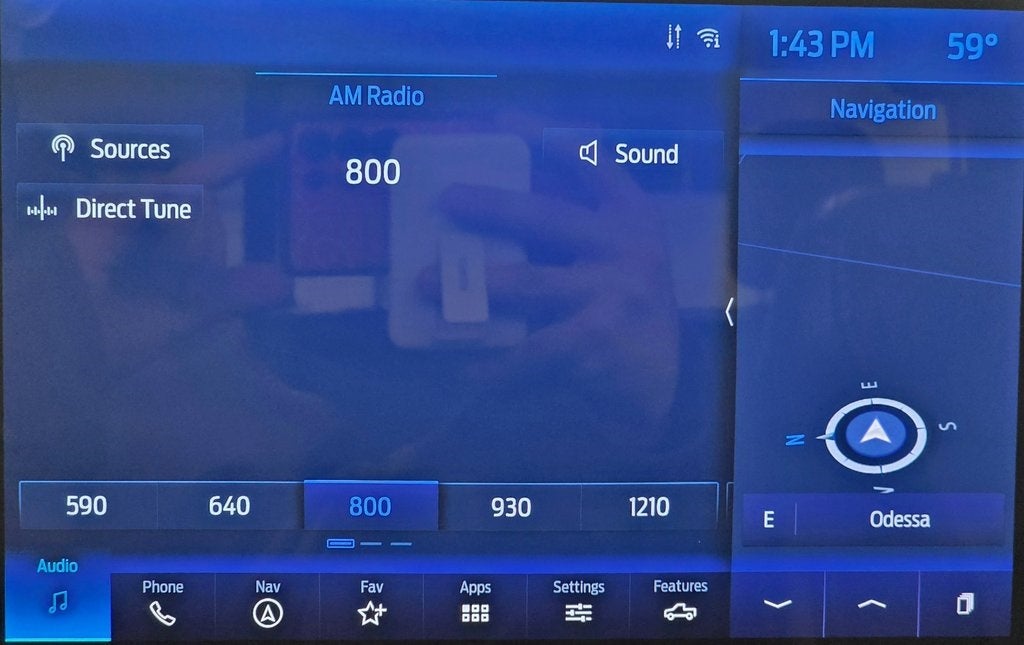 1:43 PM 59°
AM Radio
Navigation
Sources
800
Sound
Direct Tune
E
N
S
W
590 640 800 930 1210
E Odessa
Audio
Phone
Nav
Fav
Apps
Settings
Features